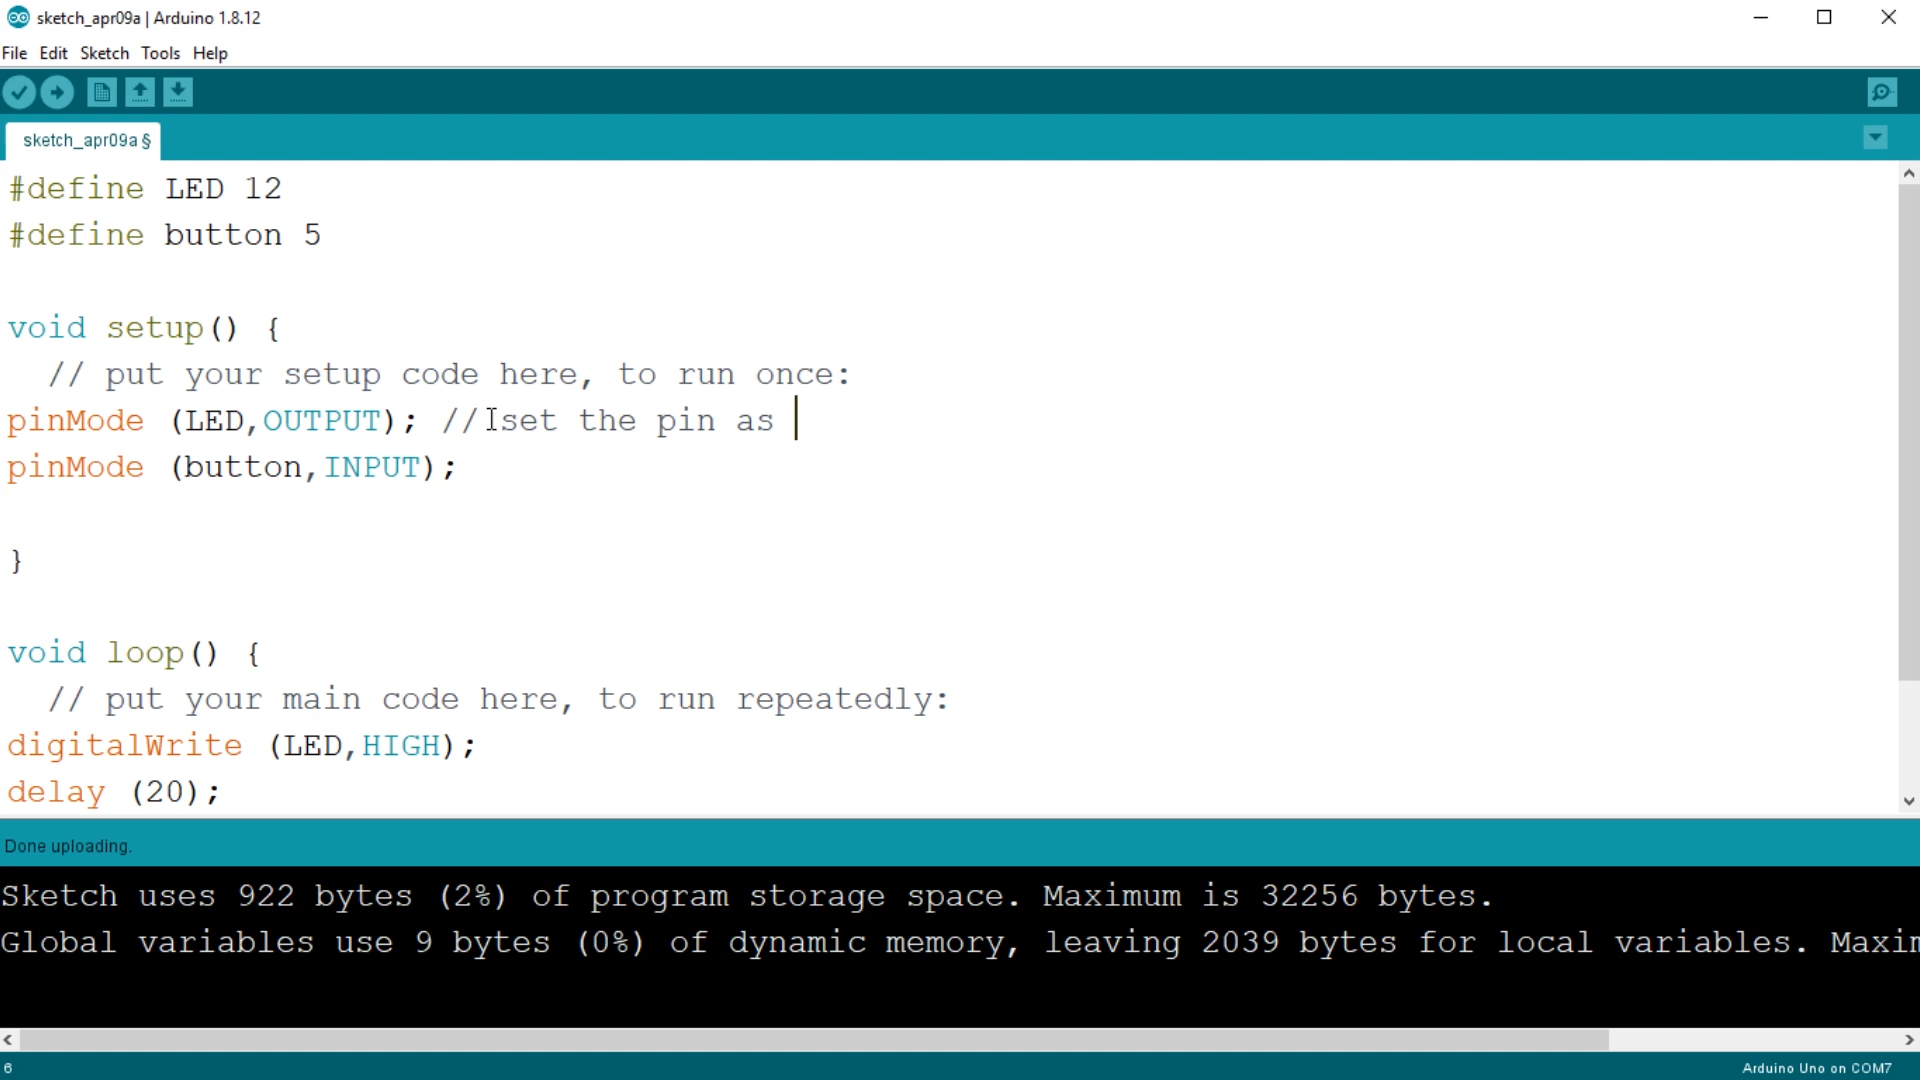 sketch_apr09a | Arduino 1.8.12
File Edit Sketch Tools Help
sketch_apr09a §
#define LED 12
#define button 5
void setup() {
// put your setup code here, to run once:
pinMode (LED,OUTPUT); // set the pin as
pinMode (button,INPUT);
}
void loop() {
// put your main code here, to run repeatedly:
digitalWrite (LED,HIGH);
delay (20);
Done uploading.
Sketch uses 922 bytes (2%) of program storage space. Maximum is 32256 bytes.
Global variables use 9 bytes (0%) of dynamic memory, leaving 2039 bytes for local variables. Maxim
6
Arduino Uno on COM7